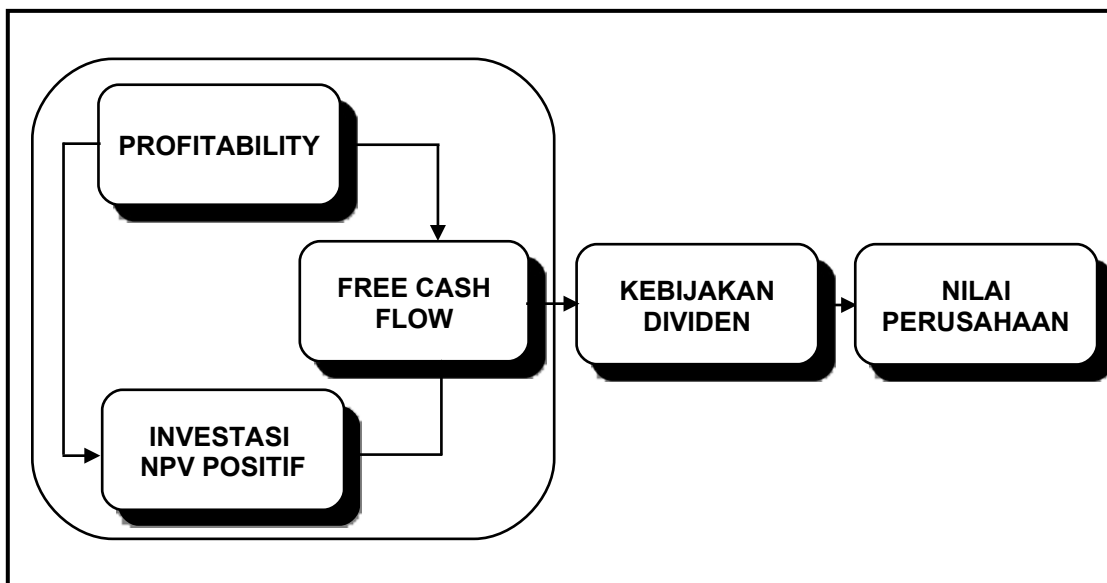 PROFITABILITY
FREE CASH
FLOW
KEBIJAKAN
DIVIDEN
NILAI
PERUSAHAAN
INVESTASI
NPV POSITIF